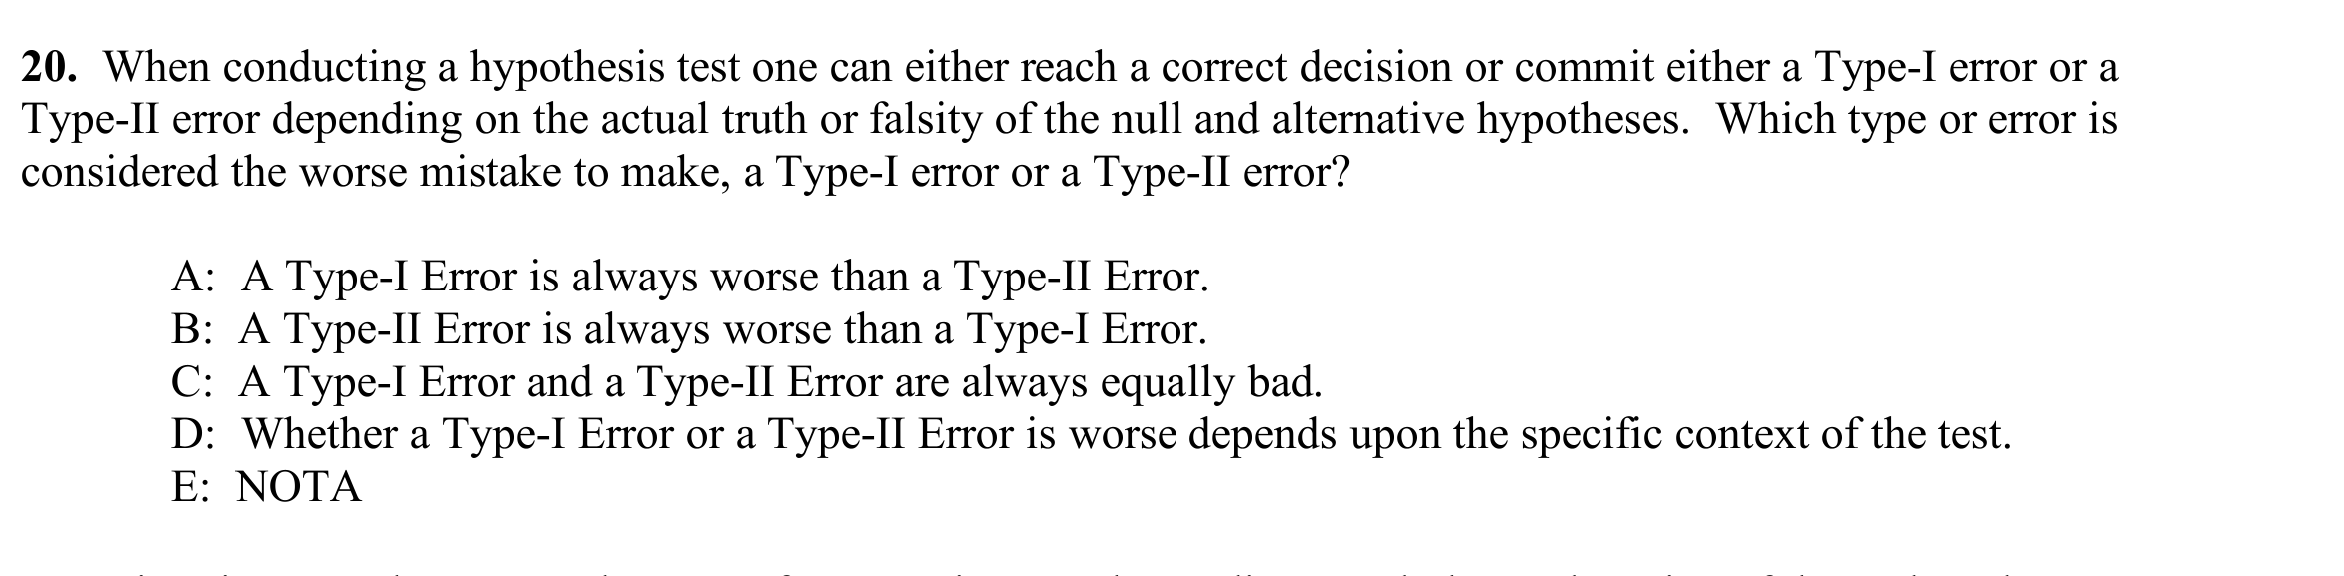 20. When conducting a hypothesis test one can either reach a correct decision or commit either a Type-I error or a
Type-II error depending on the actual truth or falsity of the null and alternative hypotheses. Which type or error is
considered the worse mistake to make, a Type-I error or a Type-II error?
A: A Type-I Error is always worse than a Type-II Error.
B: A Type-II Error is always worse than a Type-I Error.
C: A Type-I Error and a Type-II Error are always equally bad.
D: Whether a Type-I Error or a Type-II Error is worse depends upon the specific context of the test.
E: NOTA